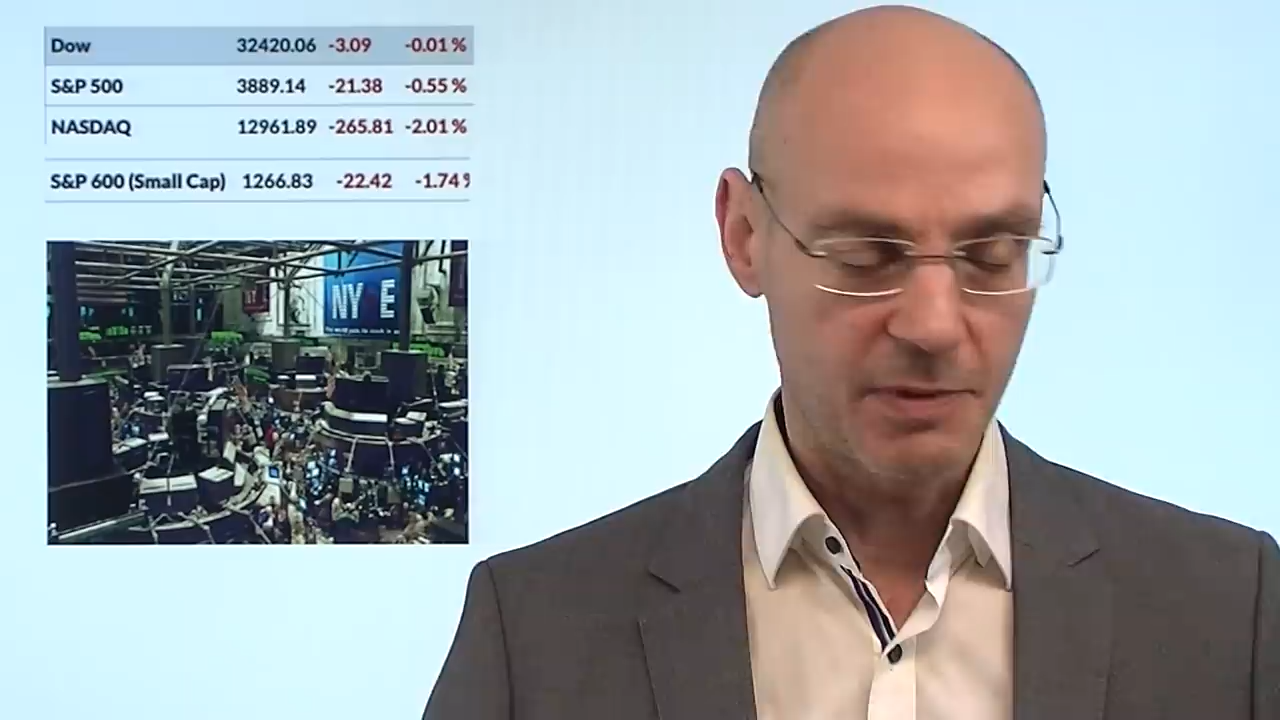 Dow 32420.06 -3.09 -0.01%
S&P 500 3889.14 -21.38 -0.55%
NASDAQ 12961.89 -265.81 -2.01%
S&P 600 (Small Cap) 1266.83 -22.42 -1.74%
NY E